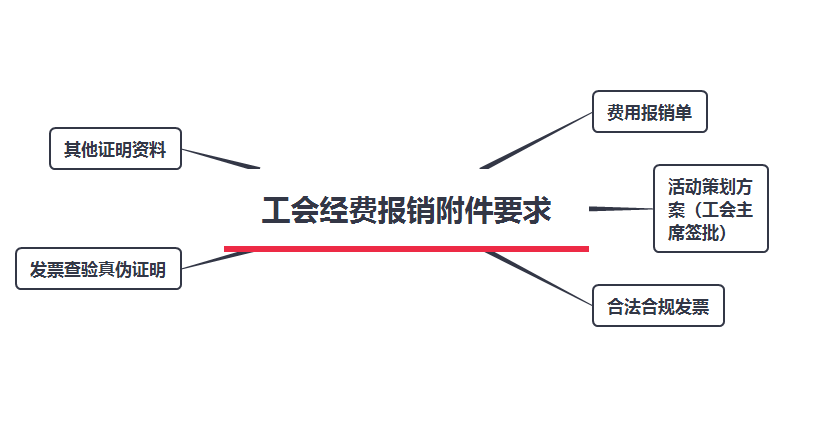 工会经费报销附件要求
费用报销单
活动策划方
案（工会主
席签批）
合法合规发票
其他证明资料
发票查验真伪证明